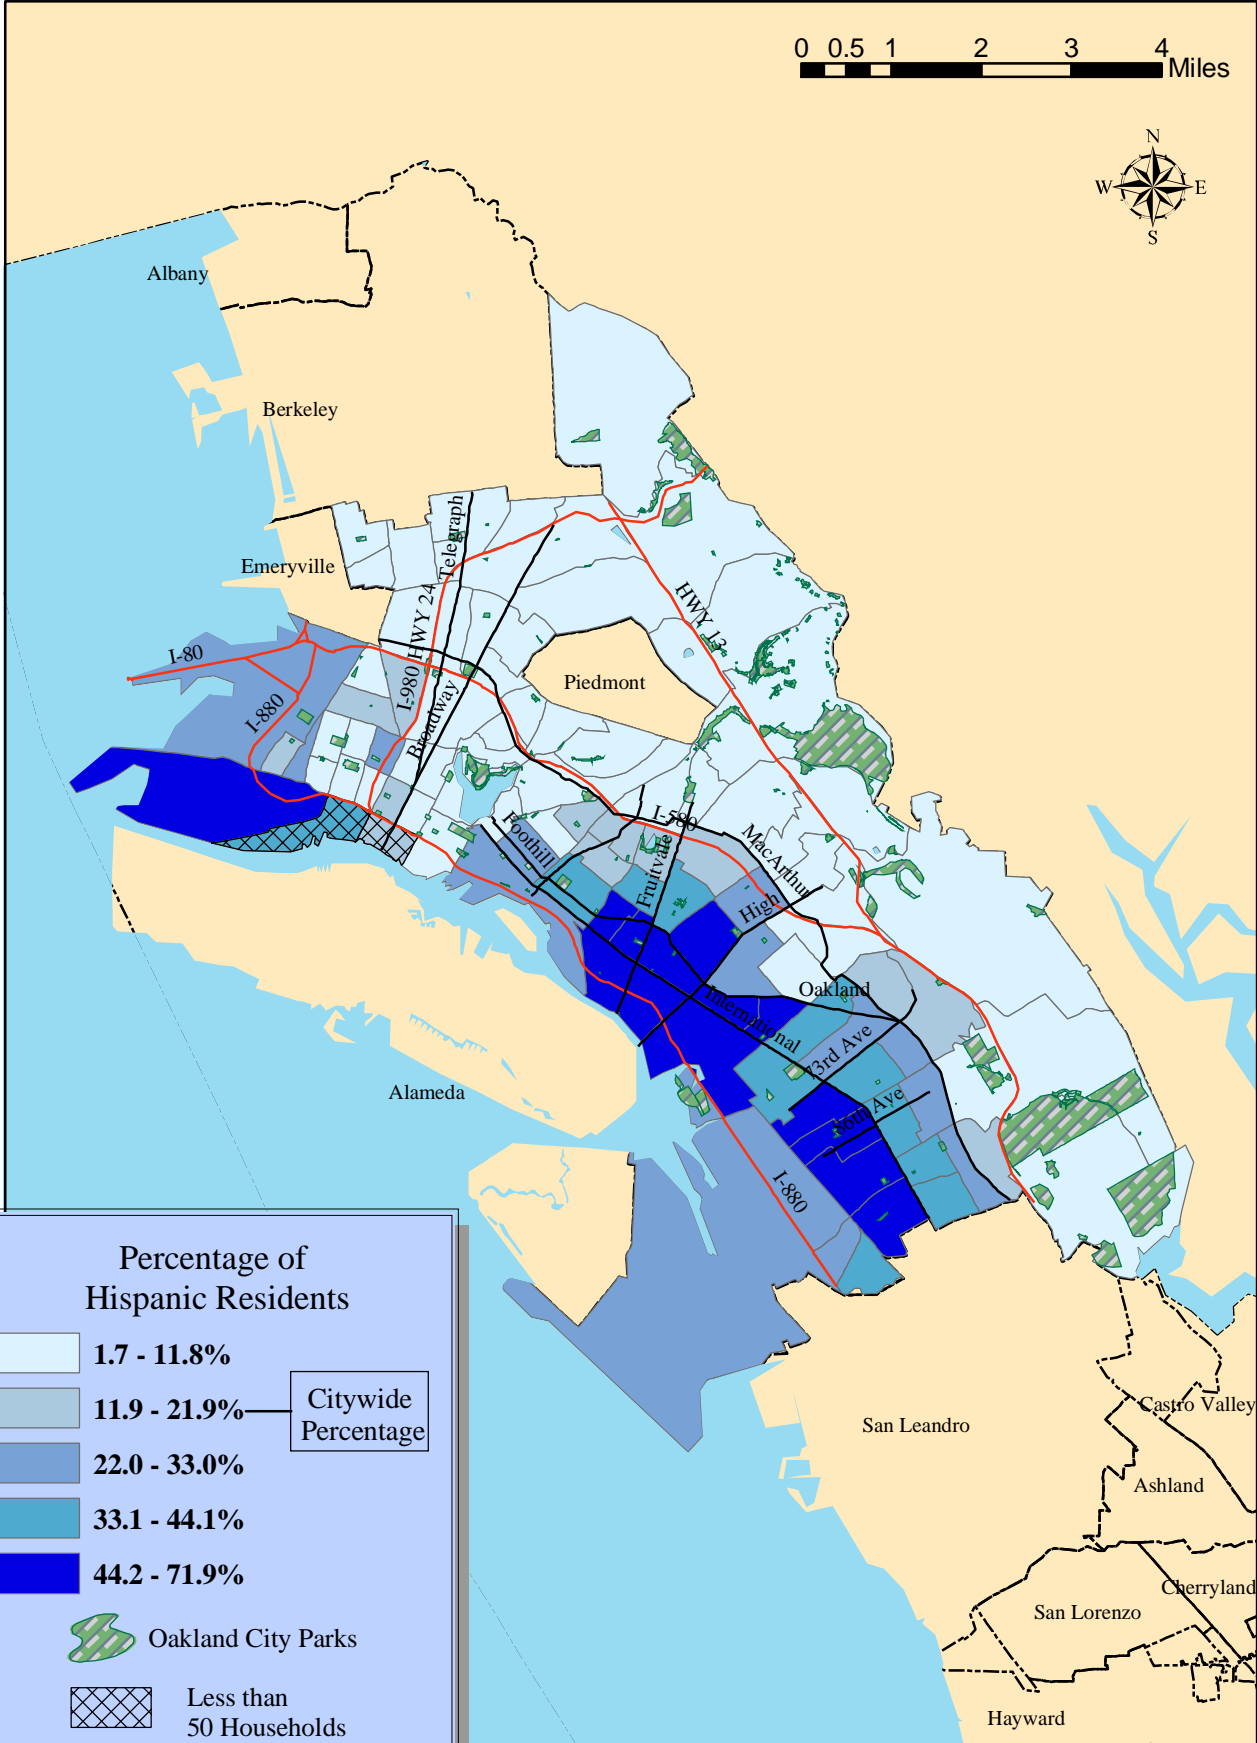 0 0.5 1 2 3 4
Miles
N
W E
S
Albany
Berkeley
Emeryville
Telegraph
HWY 24
HWY 13
I-80
I-880
I-980
Broadway
Piedmont
Foothill
I-580
Fruitvale
MacArthur
High
Oakland
International
73rd Ave
86th Ave
Alameda
I-880
San Leandro
Castro Valley
Ashland
Cherryland
San Lorenzo
Hayward
Percentage of
Hispanic Residents
1.7 - 11.8%
11.9 - 21.9%
Citywide
Percentage
22.0 - 33.0%
33.1 - 44.1%
44.2 - 71.9%
Oakland City Parks
Less than
50 Households